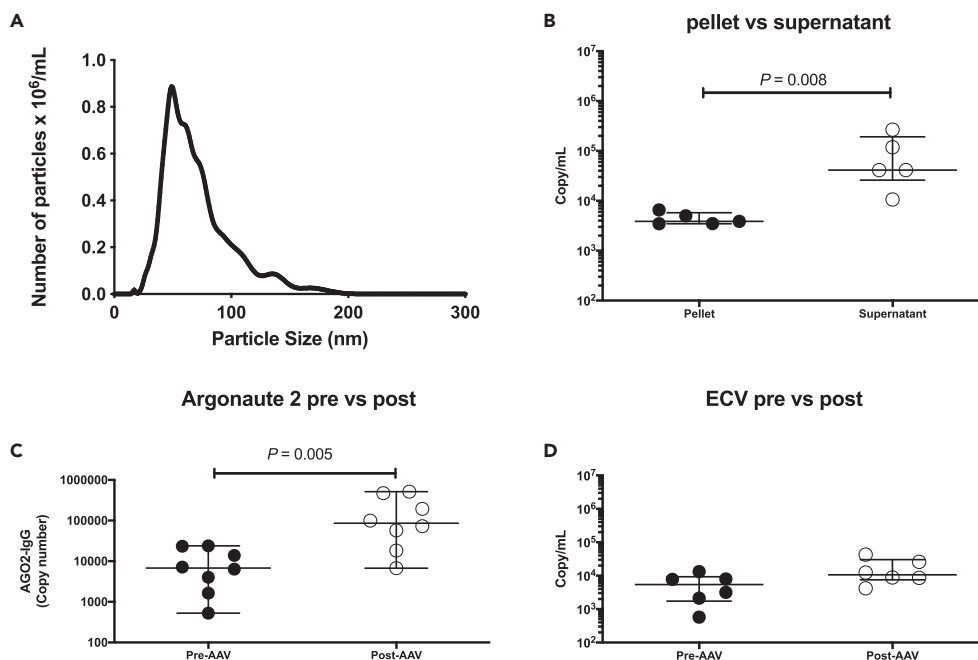 A
Number of particles x 10⁶/mL
1.0
0.8
0.6
0.4
0.2
0.0
0
100
200
300
Particle Size (nm)
B
pellet vs supernatant
P = 0.008
Copy/mL
10⁷
10⁶
10⁵
10⁴
10³
10²
Pellet
Supernatant
Argonaute 2 pre vs post
C
P = 0.005
AGO2-IgG
(Copy number)
1000000
100000
10000
1000
100
Pre-AAV
Post-AAV
ECV pre vs post
D
Copy/mL
10⁷
10⁶
10⁵
10⁴
10³
10²
Pre-AAV
Post-AAV